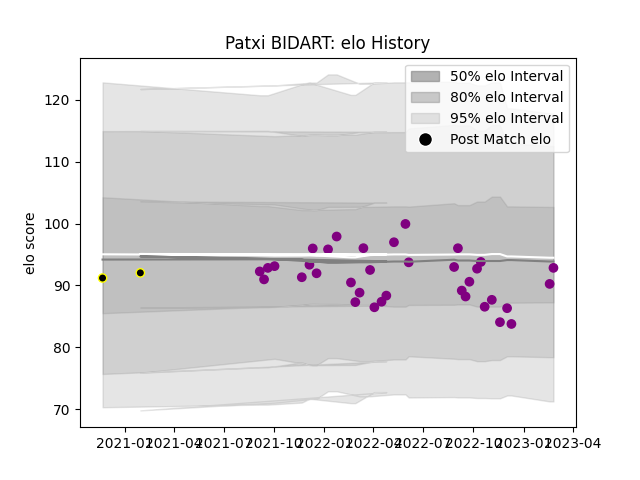 Patxi BIDART: elo History
50% elo Interval
80% elo Interval
95% elo Interval
Post Match elo
elo score
120
110
100
90
80
70
2021-01 2021-04 2021-07 2021-10 2022-01 2022-04 2022-07 2022-10 2023-01 2023-04